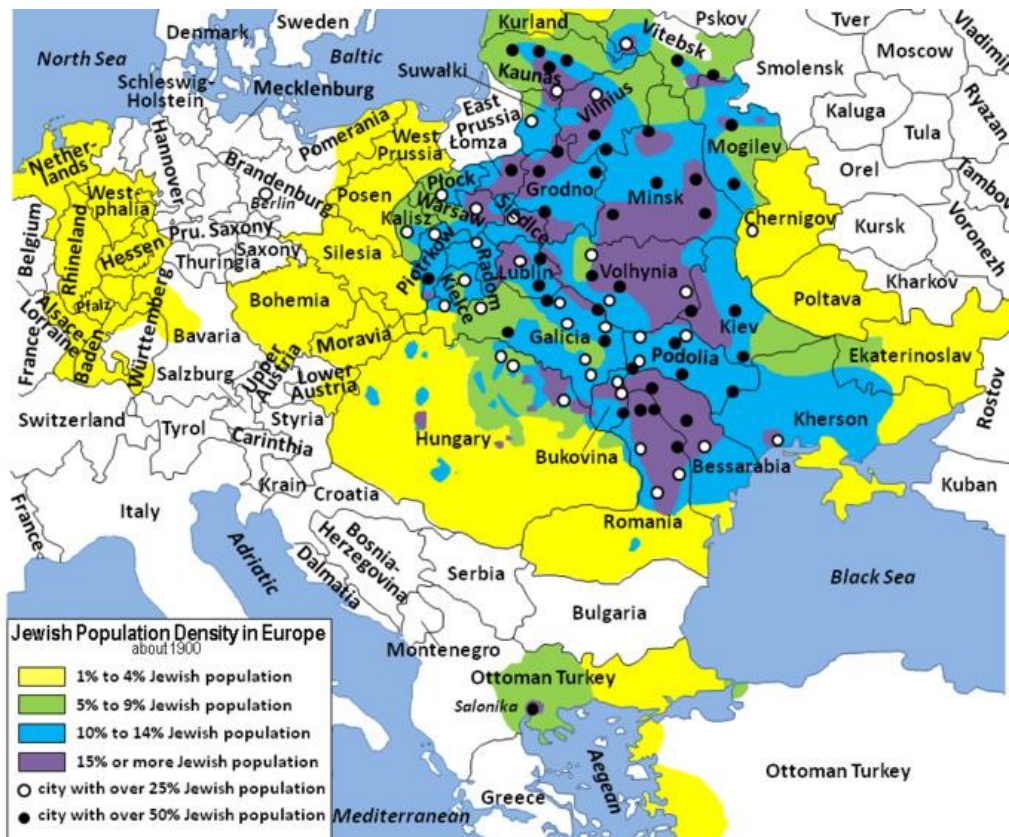 Sweden
Denmark
North Sea
Baltic
Kurland
Pskov
Vitebsk
Tver
Vladimir
Moscow
Smolensk
Schleswig-
Holstein
Mecklenburg
Suwalki
Kaunas
Vilnius
East
Prussia
Kaluga
Ryazan
Tula
Nether-
lands
Hannover
Pomerania
West
Prussia
Łomza
Mogilev
Orel
Tambov
West-
phalia
Brandenburg
Berlin
Posen
Płock
Warsaw
Grodno
Minsk
Siedlce
Kalisz
Chernigov
Kursk
Voronezh
Belgium
Rhineland
Hessen
Pru. Saxony
Saxony
Thuringia
Silesia
Piotrków
Radom
Kielce
Lublin
Volhynia
Kharkov
Pfalz
Bohemia
Poltava
Alsace-
Lorraine
France
Baden
Württemberg
Bavaria
Moravia
Galicia
Kiev
Podolia
Ekaterinoslav
Salzburg
Upper
Austria
Lower
Austria
Rostov
Switzerland
Tyrol
Styria
Carinthia
Hungary
Bukovina
Bessarabia
Kherson
Krain
Croatia
Kuban
France
Italy
Romania
Adriatic
Bosnia-
Herzegovina
Dalmatia
Serbia
Black Sea
Bulgaria
Montenegro
Ottoman Turkey
Salonika
Aegean
Greece
Ottoman Turkey
Mediterranean
Jewish Population Density in Europe
about 1900
1% to 4% Jewish population
5% to 9% Jewish population
10% to 14% Jewish population
15% or more Jewish population
city with over 25% Jewish population
city with over 50% Jewish population